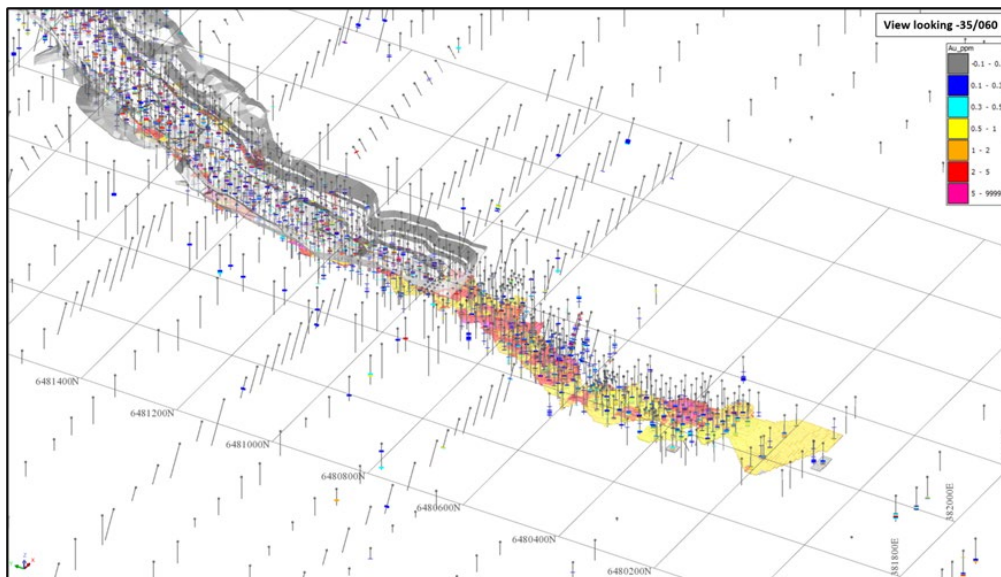 View looking -35/060
Au_ppm
-0.1 - 0.
0.1 - 0.3
0.3 - 0.5
0.5 - 1
1 - 2
2 - 5
5 - 9999
6481400N
6481200N
6481000N
6480800N
6480600N
6480400N
6480200N
382000E
381800E